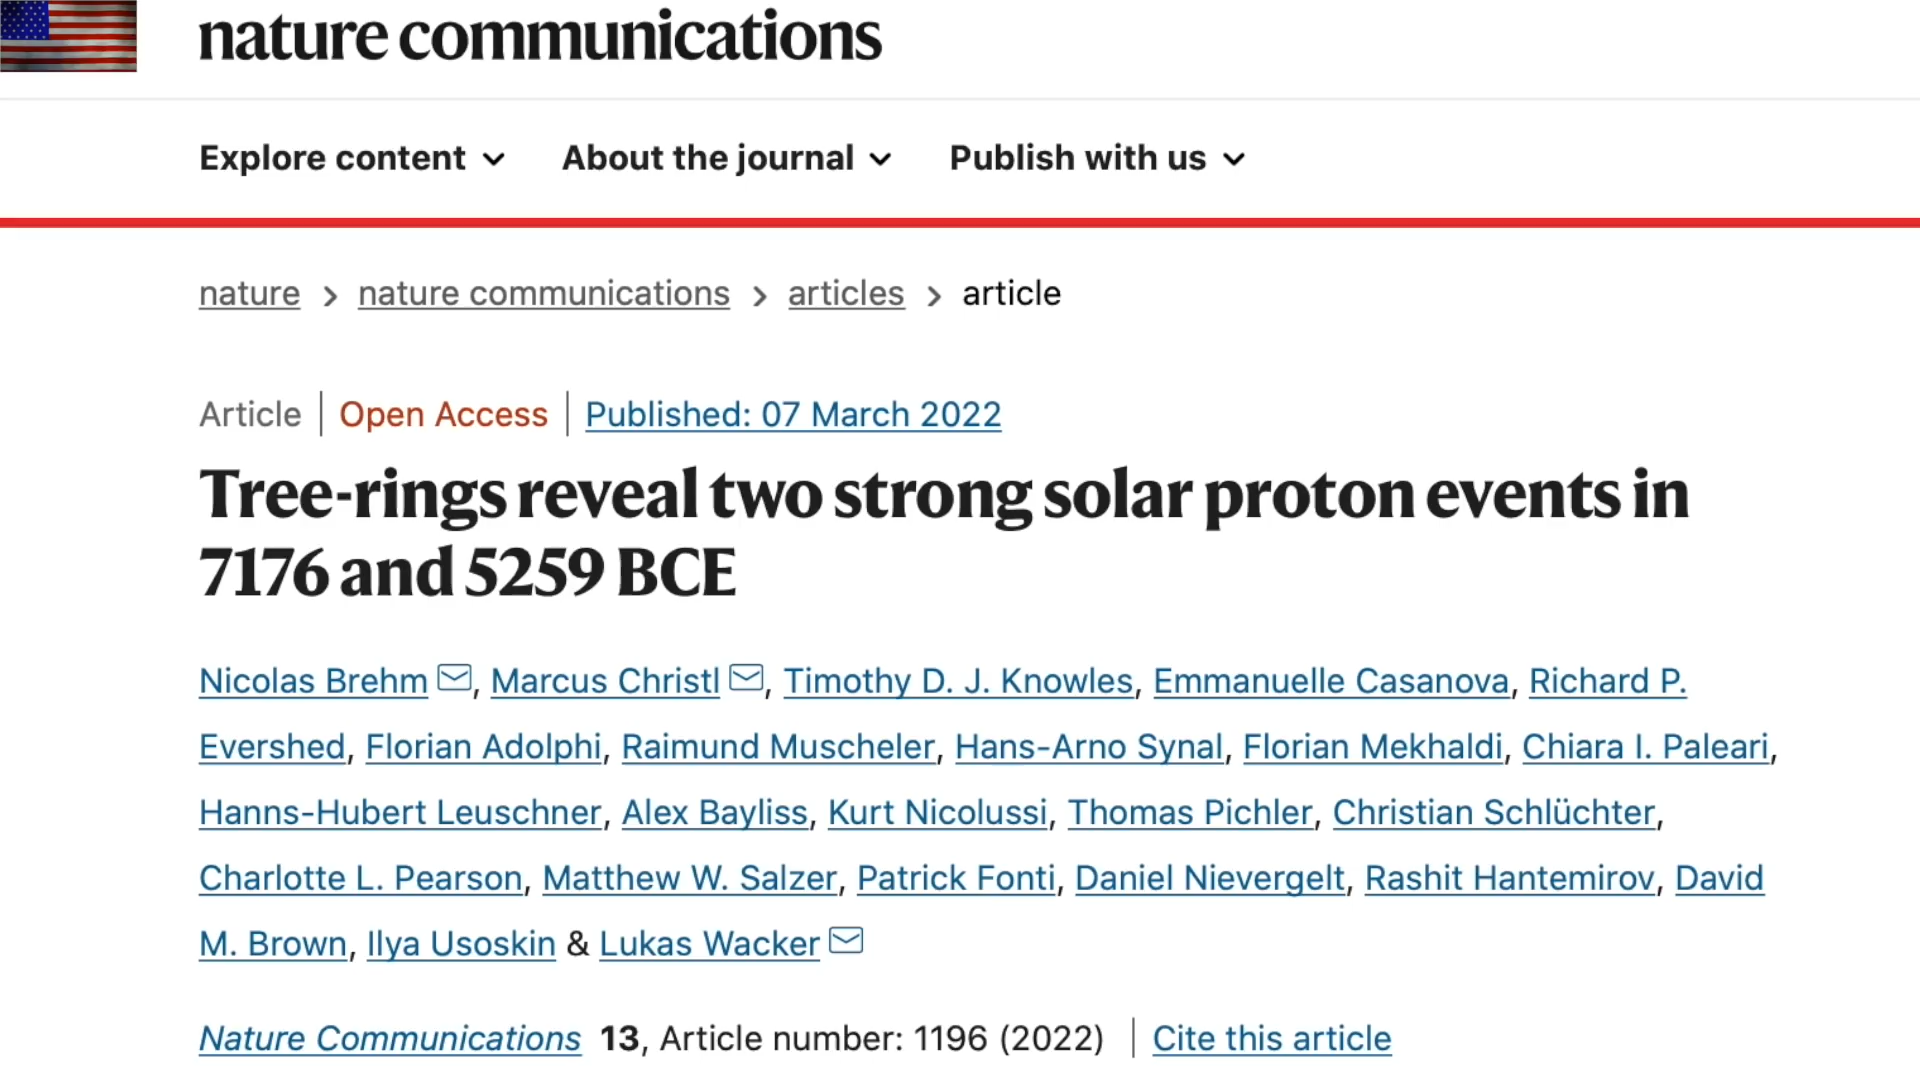 nature communications
Explore content About the journal Publish with us
nature > nature communications > articles > article
Article | Open Access | Published: 07 March 2022
Tree-rings reveal two strong solar proton events in
7176 and 5259 BCE
Nicolas Brehm, Marcus Christl, Timothy D. J. Knowles, Emmanuelle Casanova, Richard P.
Evershed, Florian Adolphi, Raimund Muscheler, Hans-Arno Synal, Florian Mekhaldi, Chiara I. Paleari,
Hanns-Hubert Leuschner, Alex Bayliss, Kurt Nicolussi, Thomas Pichler, Christian Schlüchter,
Charlotte L. Pearson, Matthew W. Salzer, Patrick Fonti, Daniel Nievergelt, Rashit Hantemirov, David
M. Brown, Ilya Usoskin & Lukas Wacker
Nature Communications 13, Article number: 1196 (2022) | Cite this article